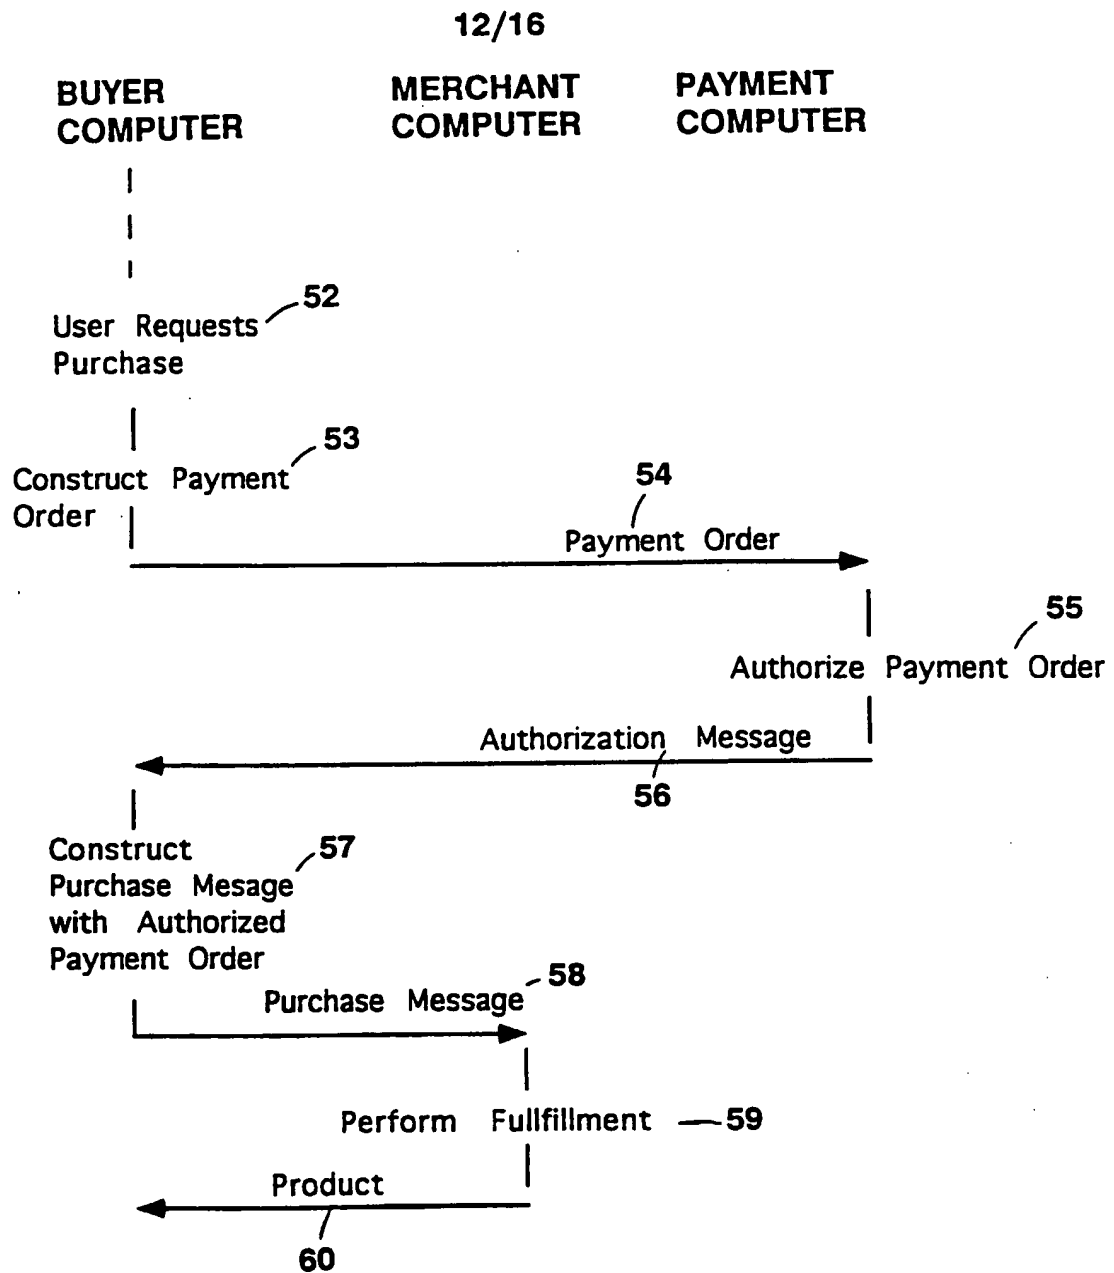 12/16
BUYER
COMPUTER
MERCHANT
COMPUTER
PAYMENT
COMPUTER
52
User Requests
Purchase
53
Construct Payment
Order
54
Payment Order
55
Authorize Payment Order
Authorization Message
56
Construct
57
Purchase Mesage
with Authorized
Payment Order
58
Purchase Message
Perform Fullfillment
59
Product
60